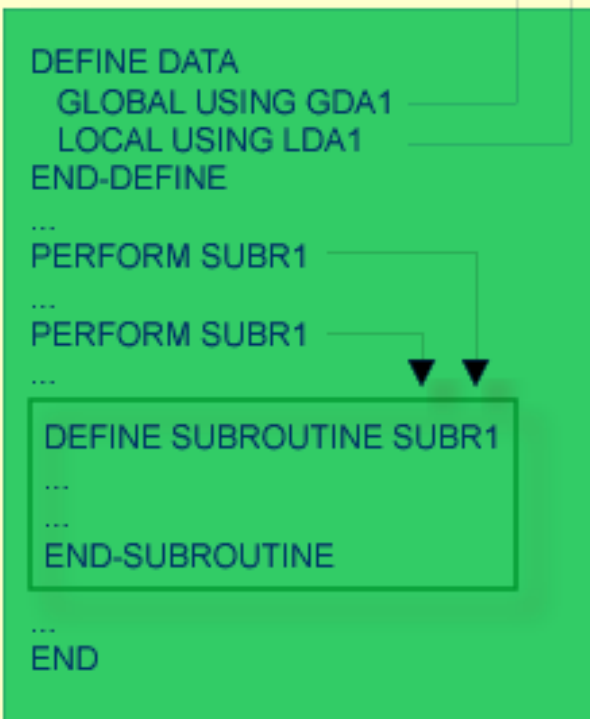 DEFINE DATA
GLOBAL USING GDA1
LOCAL USING LDA1
END-DEFINE
...
PERFORM SUBR1
...
PERFORM SUBR1
...
DEFINE SUBROUTINE SUBR1
...
...
END-SUBROUTINE
...
END